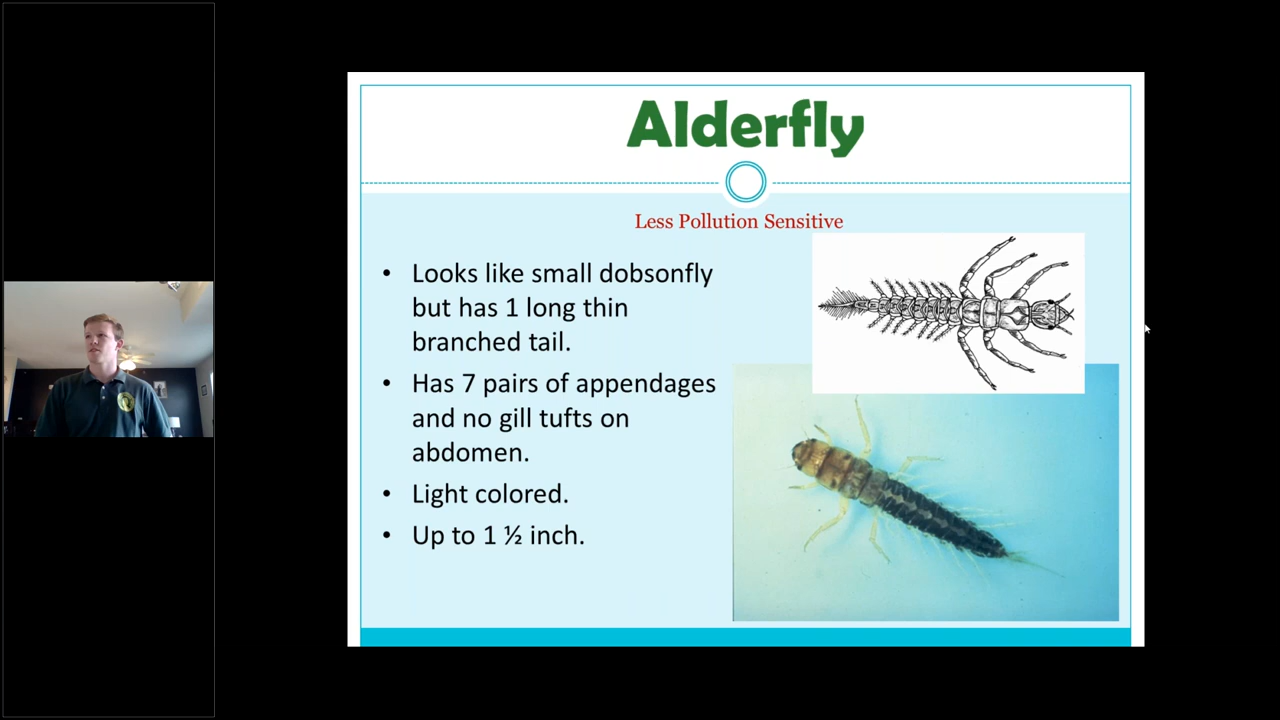 Alderfly
Less Pollution Sensitive
• Looks like small dobsonfly
but has 1 long thin
branched tail.
• Has 7 pairs of appendages
and no gill tufts on
abdomen.
• Light colored.
• Up to 1 ½ inch.